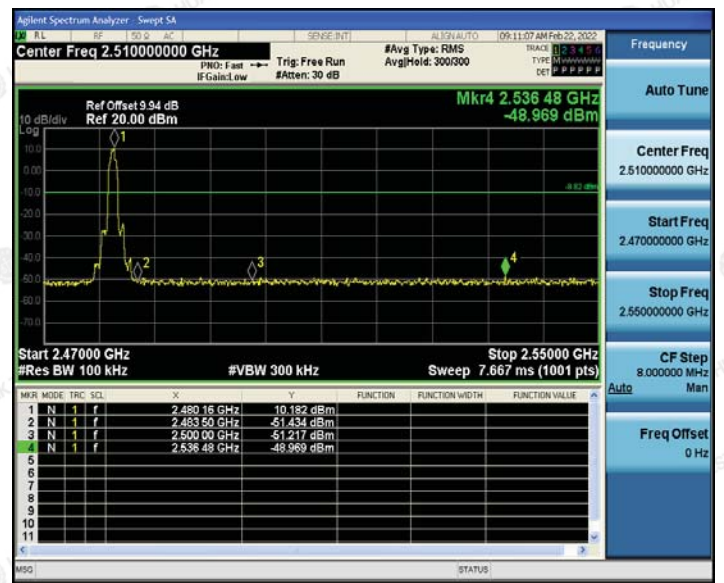 Agilent Spectrum Analyzer - Swept SA
RL RF 50 Ω AC SENSE:INT ALIGNAUTO 09:11:07 AM Feb 22, 2022
Center Freq 2.510000000 GHz
PNO: Fast
IFGain:Low
Trig: Free Run
#Atten: 30 dB
#Avg Type: RMS
Avg|Hold: 300/300
TRACE 1 2 3 4 5 6
TYPE M
DET P P P P P P
Ref Offset 9.94 dB
Ref 20.00 dBm
10 dB/div
Log
Mkr4 2.536 48 GHz
-48.969 dBm
10.0
0.00
-10.0
-20.0
-30.0
-40.0
-50.0
-60.0
-70.0
1
2
3
4
-9.82 dBm
Start 2.47000 GHz
Stop 2.55000 GHz
#Res BW 100 kHz
#VBW 300 kHz
Sweep 7.667 ms (1001 pts)
MKR MODE TRC SCL X Y FUNCTION FUNCTION WIDTH FUNCTION VALUE
1 N 1 f 2.480 16 GHz 10.182 dBm
2 N 1 f 2.483 50 GHz -51.434 dBm
3 N 1 f 2.500 00 GHz -51.217 dBm
4 N 1 f 2.536 48 GHz -48.969 dBm
5
6
7
8
9
10
11
MSG
STATUS
Frequency
Auto Tune
Center Freq
2.510000000 GHz
Start Freq
2.470000000 GHz
Stop Freq
2.550000000 GHz
CF Step
8.000000 MHz
Auto Man
Freq Offset
0 Hz